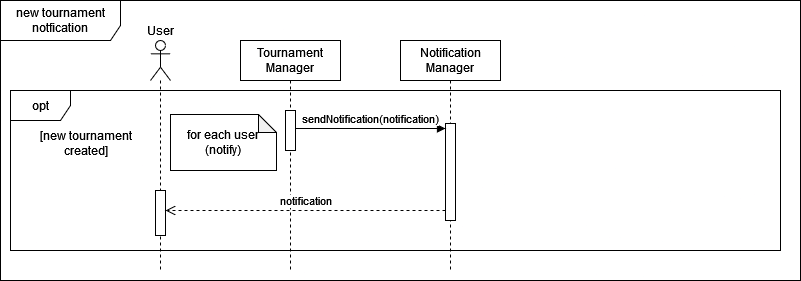 new tournament
notfication
User
Tournament
Manager
Notification
Manager
opt
[new tournament
created]
for each user
(notify)
sendNotification(notification)
notification